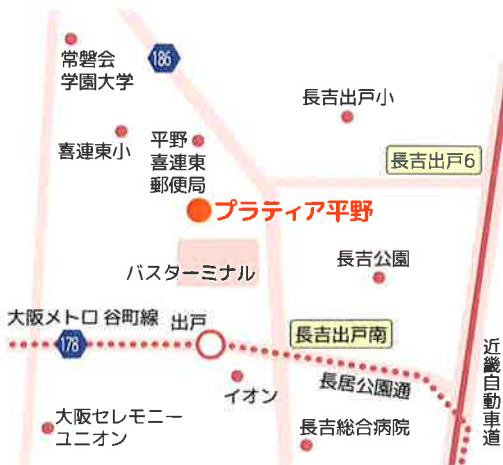 常磐会
学園大学
186
長吉出戸小
喜連東小
平野
喜連東
郵便局
長吉出戸6
プラティア平野
長吉公園
バスターミナル
大阪メトロ 谷町線
出戸
178
長吉出戸南
近畿自動車道
イオン
長居公園通
大阪セレモニー
ユニオン
長吉総合病院